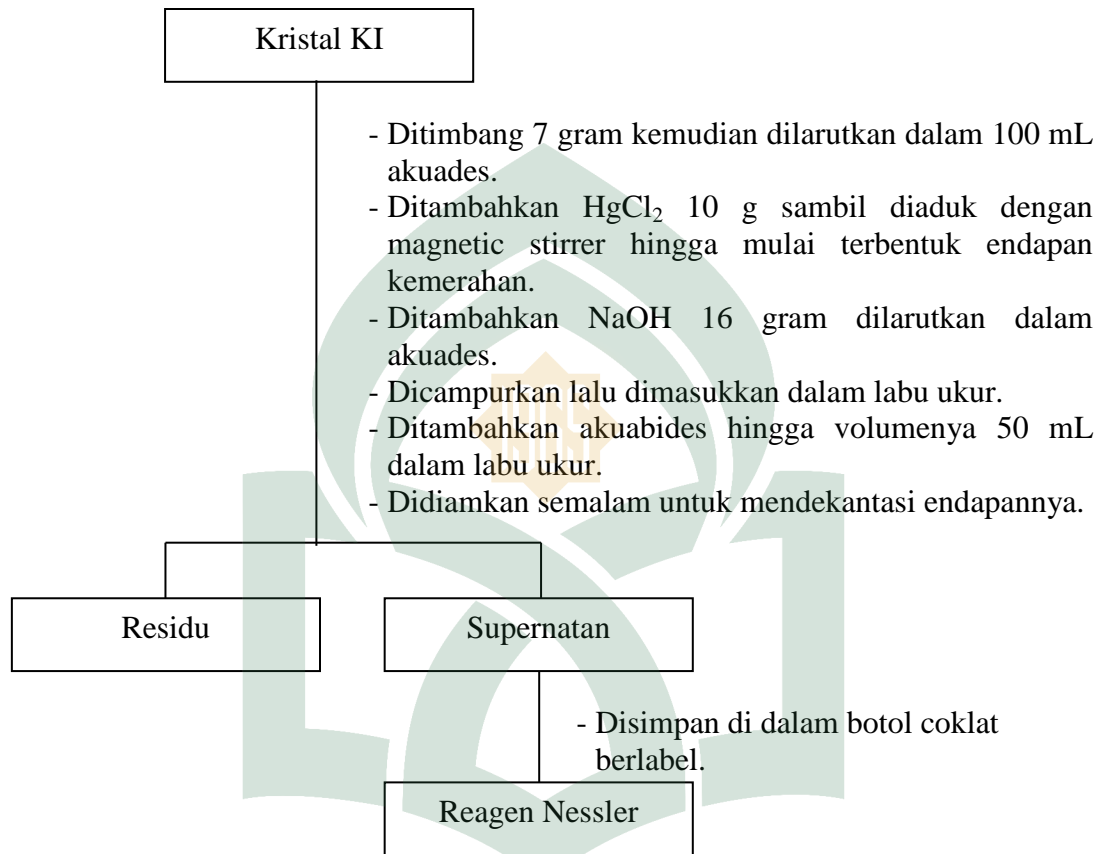 Kristal KI
- Ditimbang 7 gram kemudian dilarutkan dalam 100 mL
akuades.
- Ditambahkan HgCl₂ 10 g sambil diaduk dengan
magnetic stirrer hingga mulai terbentuk endapan
kemerahan.
- Ditambahkan NaOH 16 gram dilarutkan dalam
akuades.
- Dicampurkan lalu dimasukkan dalam labu ukur.
- Ditambahkan akuabides hingga volumenya 50 mL
dalam labu ukur.
- Didiamkan semalam untuk mendekantasi endapannya.
Residu
Supernatan
- Disimpan di dalam botol coklat
berlabel.
Reagen Nessler